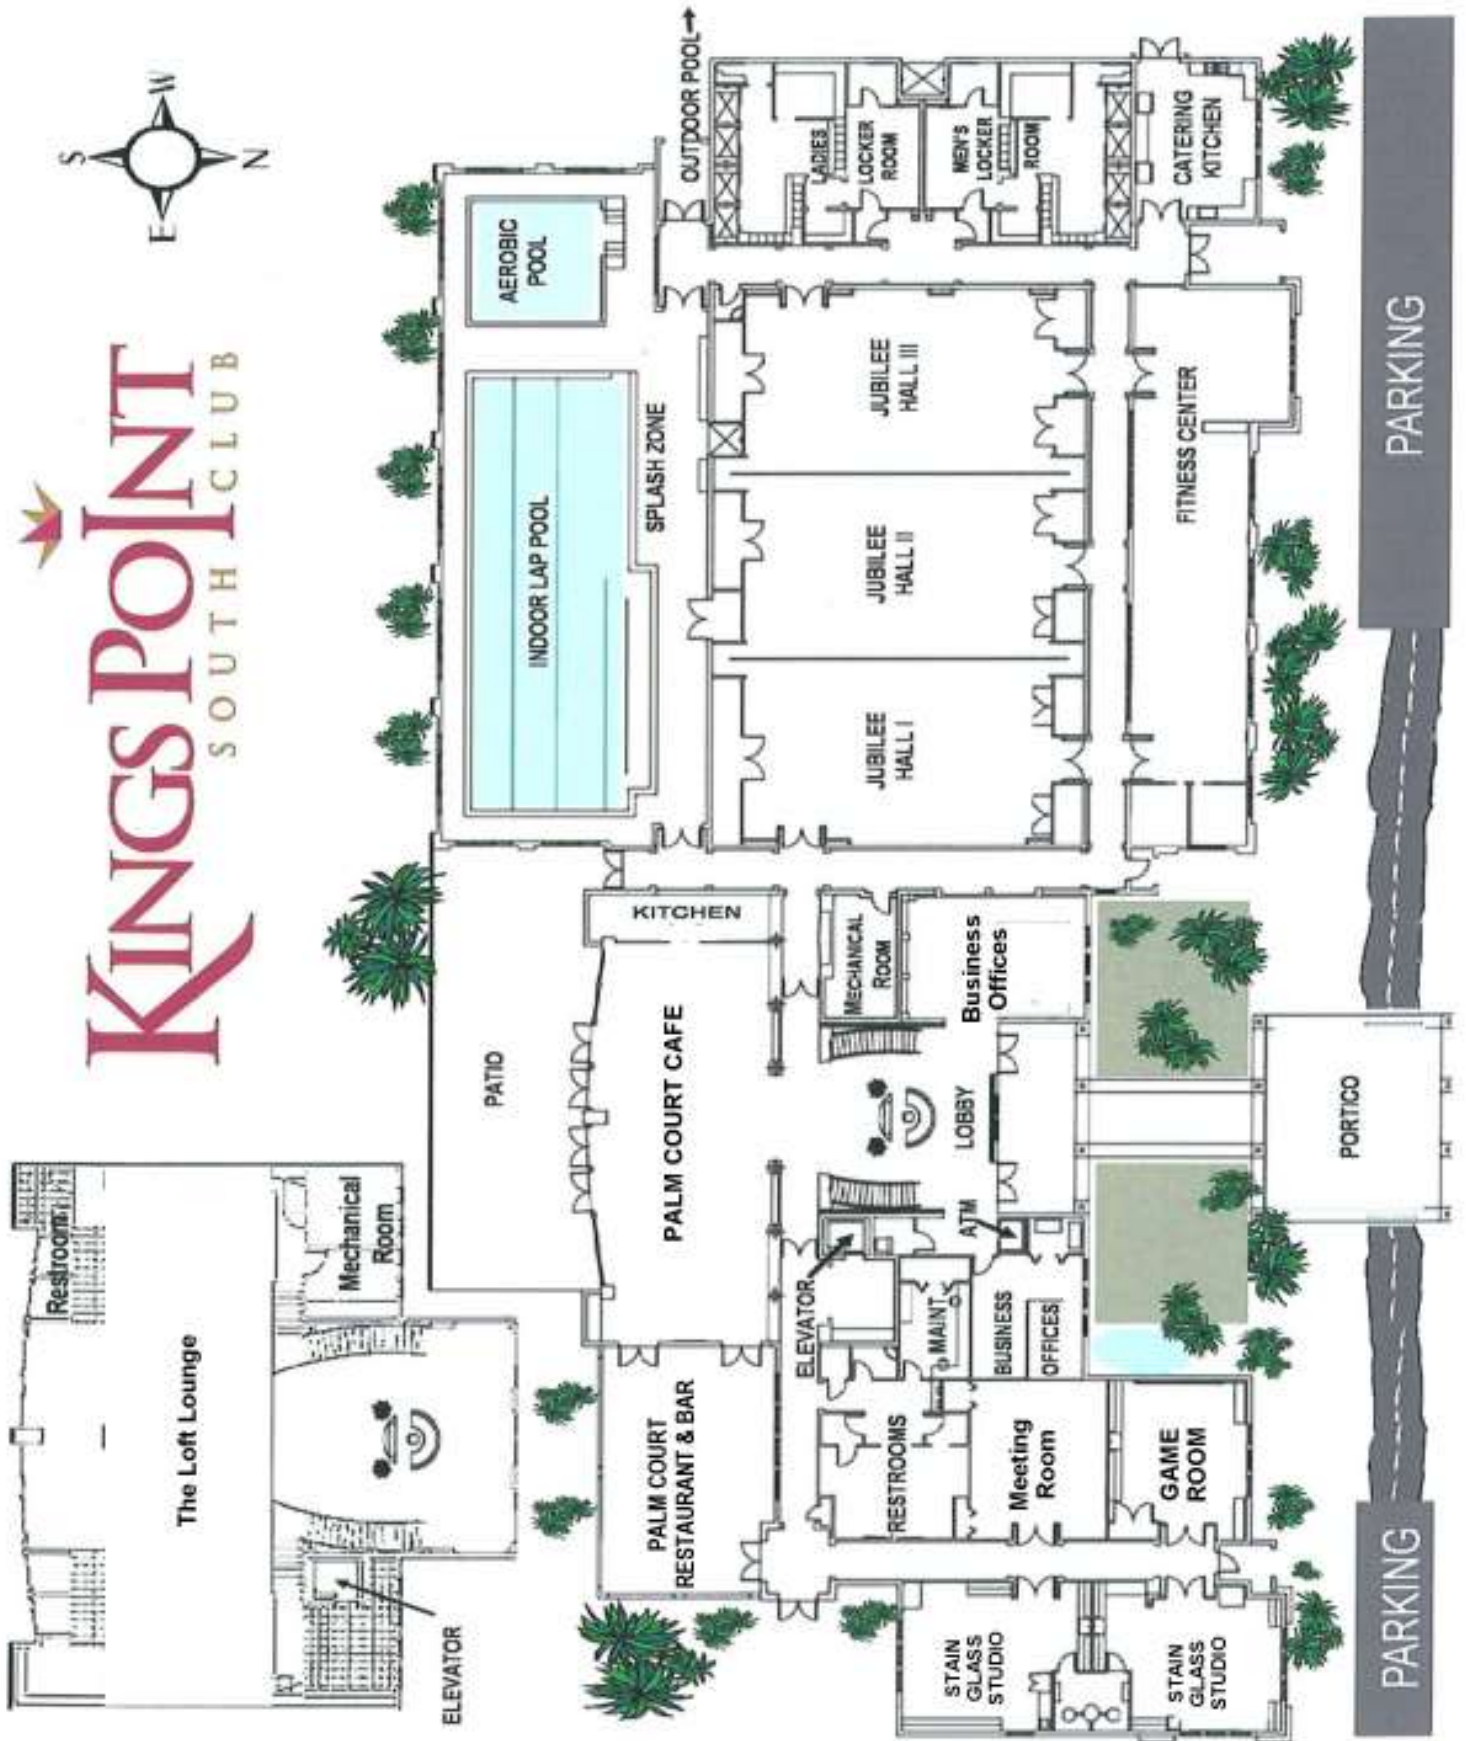 KINGS POINT
SOUTH CLUB
S
W
E
N
Restroom
Mechanical
Room
The Loft Lounge
ELEVATOR
OUTDOOR POOL
AEROBIC
POOL
INDOOR LAP POOL
SPLASH ZONE
LADIES
LOCKER
ROOM
MEN'S
LOCKER
ROOM
CATERING
KITCHEN
JUBILEE
HALL III
JUBILEE
HALL II
JUBILEE
HALL I
FITNESS CENTER
PARKING
PATIO
KITCHEN
PALM COURT CAFE
MECHANICAL
ROOM
Business
Offices
LOBBY
ATM
PORTICO
ELEVATOR
MAINT
BUSINESS
OFFICES
PALM COURT
RESTAURANT & BAR
RESTROOMS
Meeting
Room
GAME
ROOM
STAIN
GLASS
STUDIO
STAIN
GLASS
STUDIO
PARKING